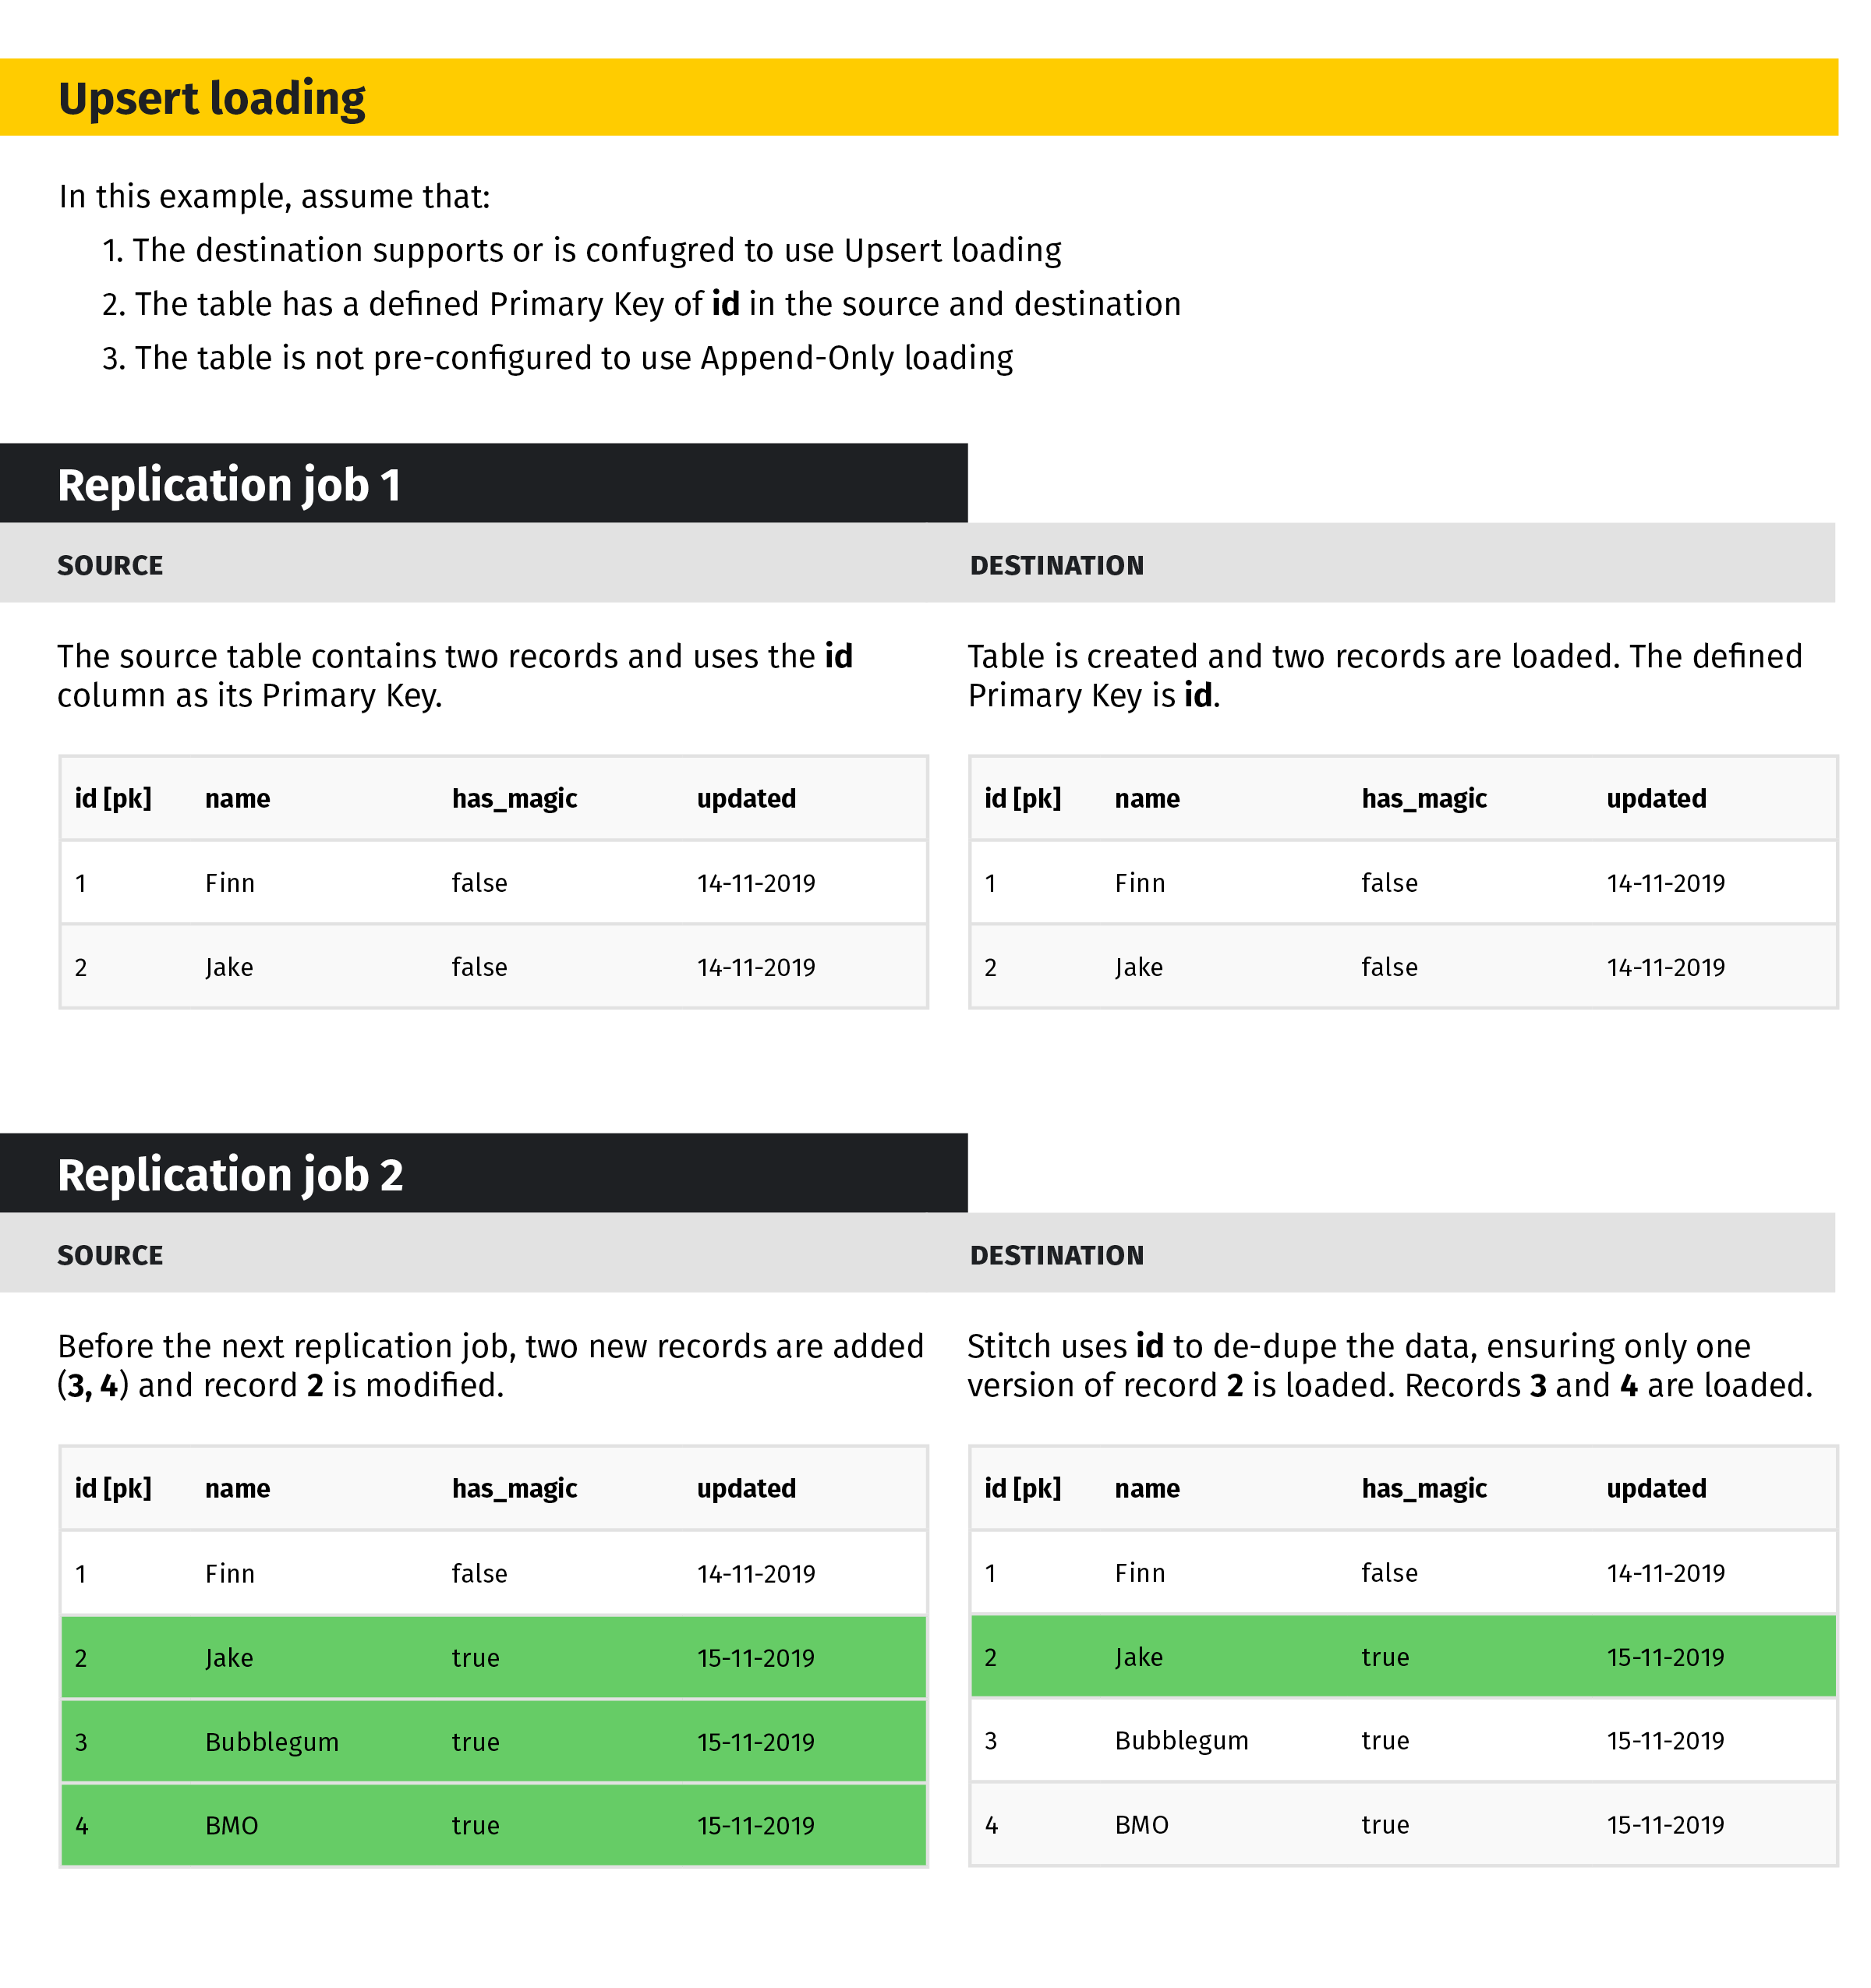 Upsert loading
In this example, assume that:
1. The destination supports or is confugred to use Upsert loading
2. The table has a defined Primary Key of id in the source and destination
3. The table is not pre-configured to use Append-Only loading
Replication job 1
SOURCE
The source table contains two records and uses the id
column as its Primary Key.
id [pk] name has_magic updated
1 Finn false 14-11-2019
2 Jake false 14-11-2019
DESTINATION
Table is created and two records are loaded. The defined
Primary Key is id.
id [pk] name has_magic updated
1 Finn false 14-11-2019
2 Jake false 14-11-2019
Replication job 2
SOURCE
Before the next replication job, two new records are added
(3, 4) and record 2 is modified.
id [pk] name has_magic updated
1 Finn false 14-11-2019
2 Jake true 15-11-2019
3 Bubblegum true 15-11-2019
4 BMO true 15-11-2019
DESTINATION
Stitch uses id to de-dupe the data, ensuring only one
version of record 2 is loaded. Records 3 and 4 are loaded.
id [pk] name has_magic updated
1 Finn false 14-11-2019
2 Jake true 15-11-2019
3 Bubblegum true 15-11-2019
4 BMO true 15-11-2019